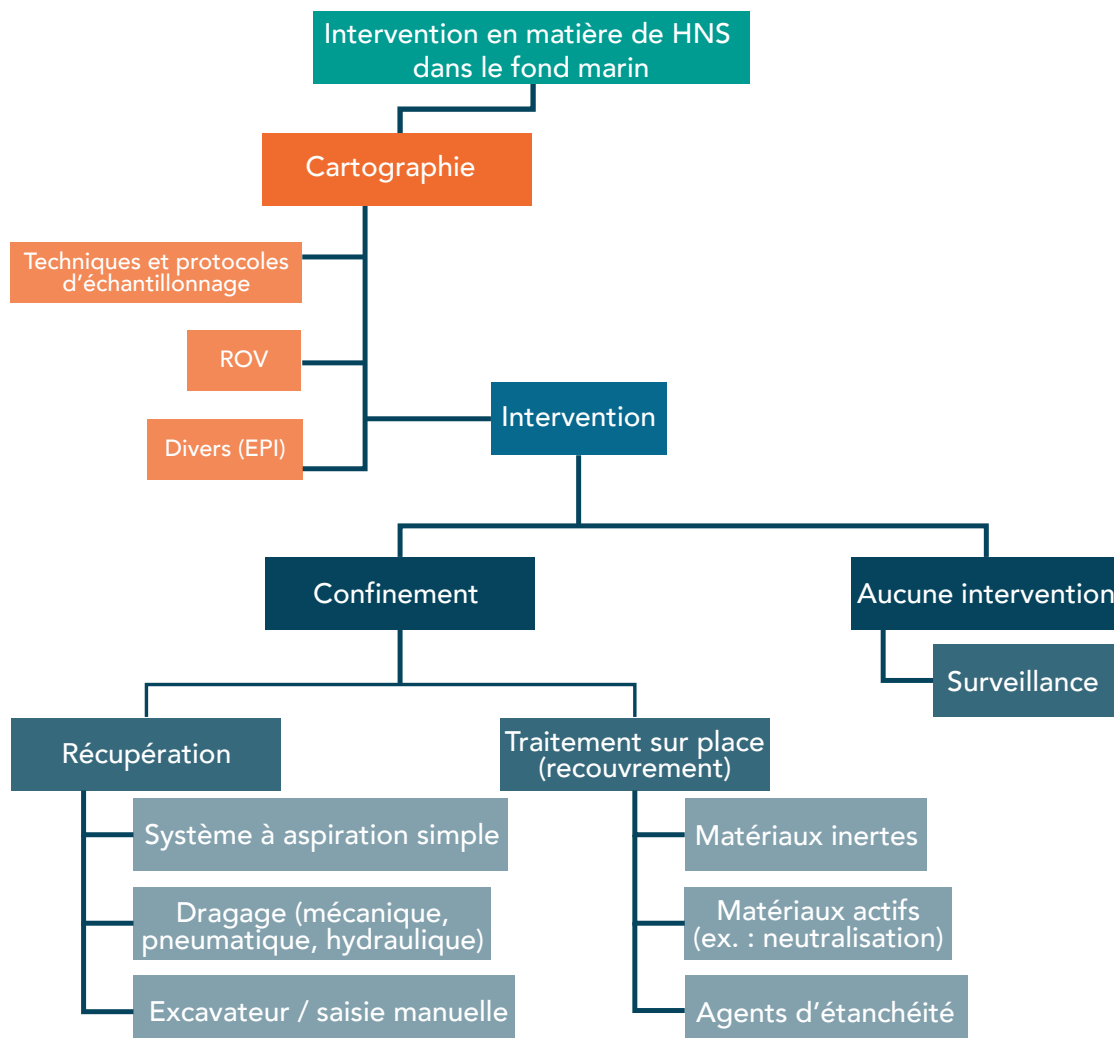 Intervention en matière de HNS
dans le fond marin
Cartographie
Techniques et protocoles
d’échantillonnage
ROV
Divers (EPI)
Intervention
Confinement
Aucune intervention
Surveillance
Récupération
Système à aspiration simple
Dragage (mécanique,
pneumatique, hydraulique)
Excavateur / saisie manuelle
Traitement sur place
(recouvrement)
Matériaux inertes
Matériaux actifs
(ex. : neutralisation)
Agents d’étanchéité